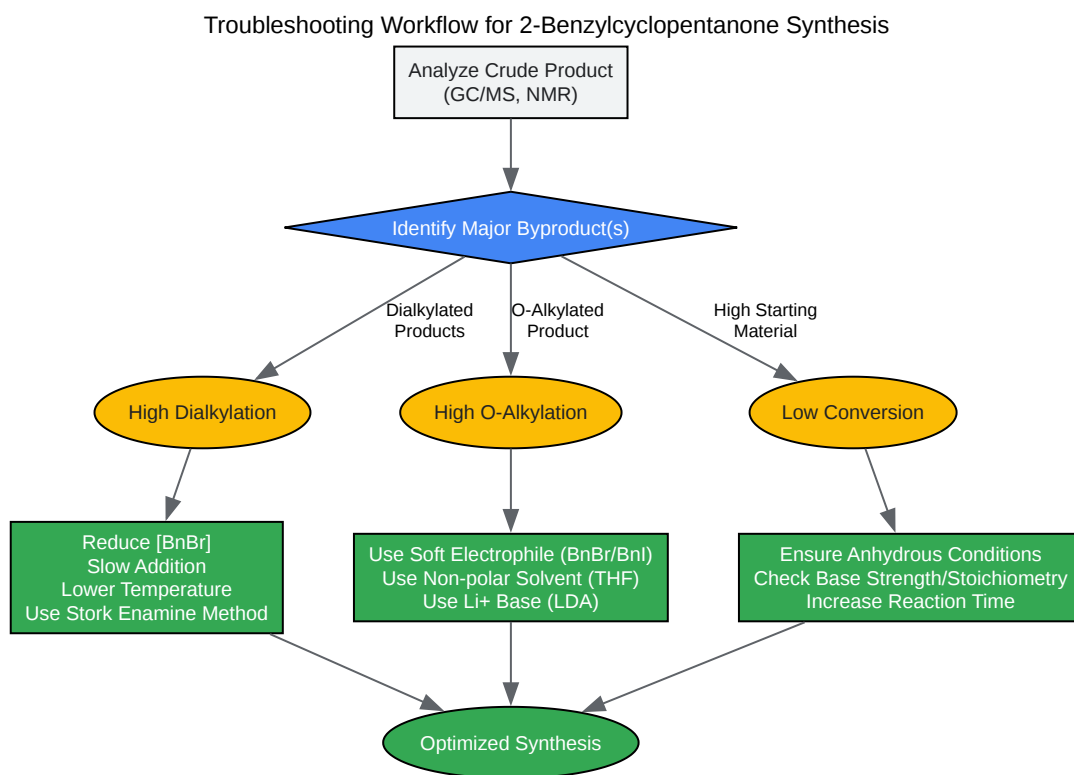 Troubleshooting Workflow for 2-Benzylcyclopentanone Synthesis
Analyze Crude Product
(GC/MS, NMR)
Identify Major Byproduct(s)
Dialkylated
Products
O-Alkylated
Product
High Starting
Material
High Dialkylation
High O-Alkylation
Low Conversion
Reduce [BnBr]
Slow Addition
Lower Temperature
Use Stork Enamine Method
Use Soft Electrophile (BnBr/BnI)
Use Non-polar Solvent (THF)
Use Li+ Base (LDA)
Ensure Anhydrous Conditions
Check Base Strength/Stoichiometry
Increase Reaction Time
Optimized Synthesis